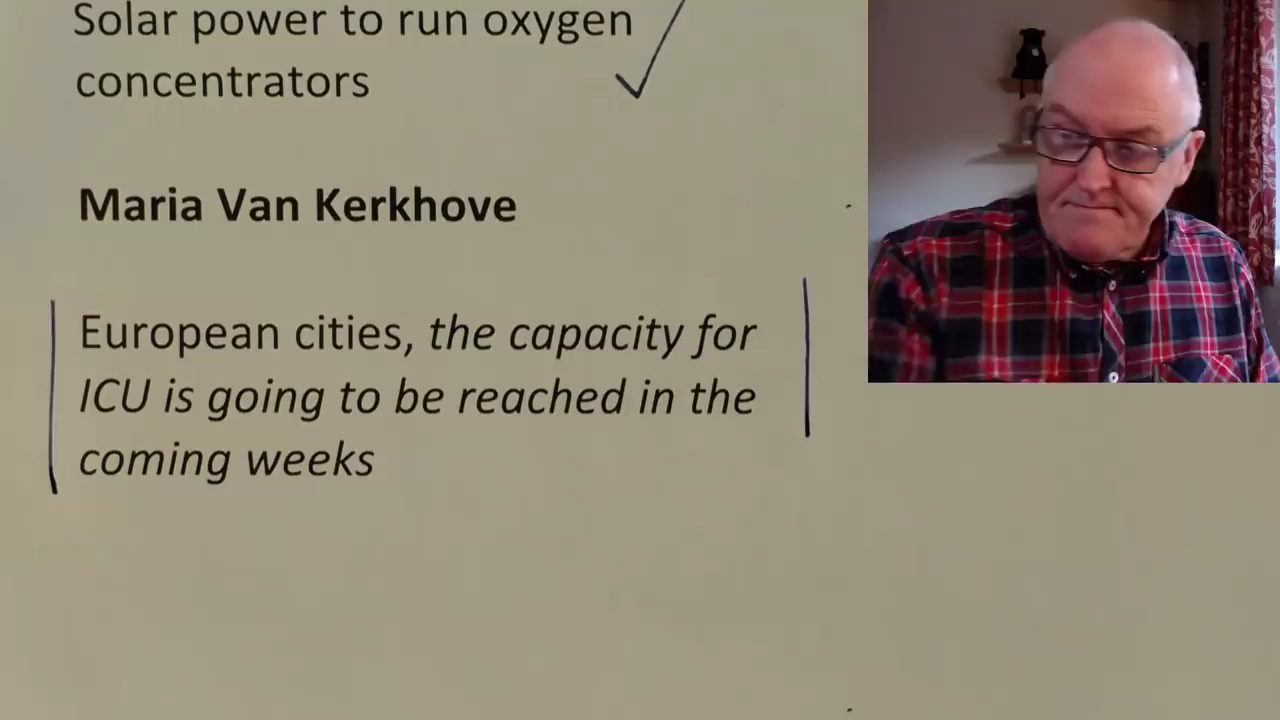 Solar power to run oxygen
concentrators
Maria Van Kerkhove
European cities, the capacity for
ICU is going to be reached in the
coming weeks